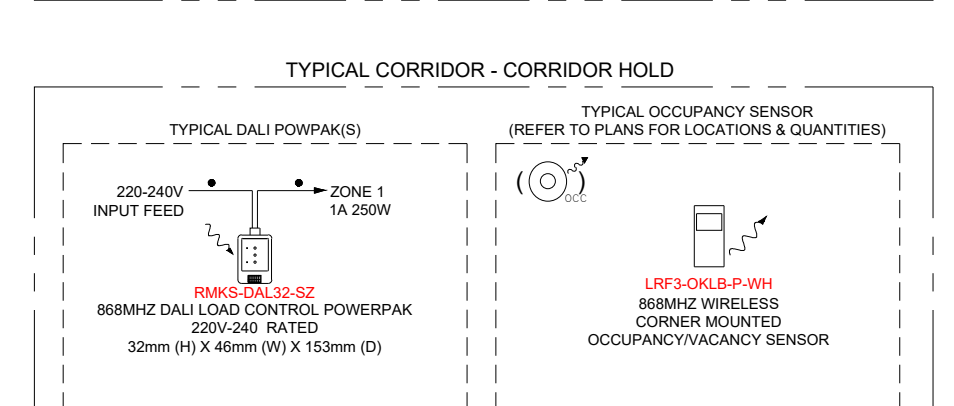 TYPICAL CORRIDOR - CORRIDOR HOLD
TYPICAL DALI POWPAK(S)
220-240V
INPUT FEED
ZONE 1
1A 250W
RMKS-DAL32-SZ
868MHZ DALI LOAD CONTROL POWERPAK
220V-240 RATED
32mm (H) X 46mm (W) X 153mm (D)
TYPICAL OCCUPANCY SENSOR
(REFER TO PLANS FOR LOCATIONS & QUANTITIES)
( ) OCC
LRF3-OKLB-P-WH
868MHZ WIRELESS
CORNER MOUNTED
OCCUPANCY/VACANCY SENSOR